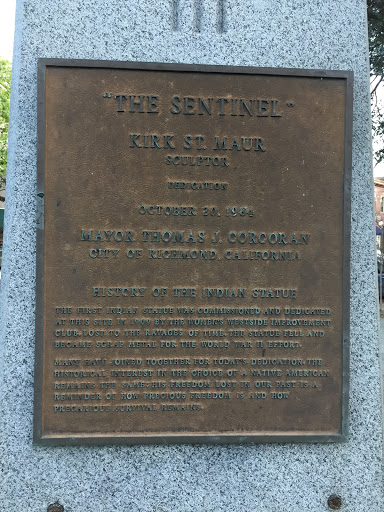 "THE SENTINEL"
KIRK ST. MAUR
SCULPTOR
DEDICATION
OCTOBER 20, 1984
MAYOR THOMAS J. CORCORAN
CITY OF RICHMOND, CALIFORNIA
HISTORY OF THE INDIAN STATUE
THE FIRST INDIAN STATUE WAS COMMISSIONED AND DEDICATED
AT THIS SITE IN 1909 BY THE WOMEN'S WESTSIDE IMPROVEMENT
CLUB. LOST TO THE RAVAGES OF TIME, THE STATUE FELL AND
BECAME SCRAP METAL FOR THE WORLD WAR II EFFORT.
MANY HAVE JOINED TOGETHER FOR TODAY'S DEDICATION. THE
HISTORICAL INTEREST IN THE CHOICE OF A NATIVE AMERICAN
REMAINS THE SAME: HIS FREEDOM LOST IN OUR PAST IS A
REMINDER OF HOW PRECIOUS FREEDOM IS AND HOW
PRECARIOUS SURVIVAL REMAINS.